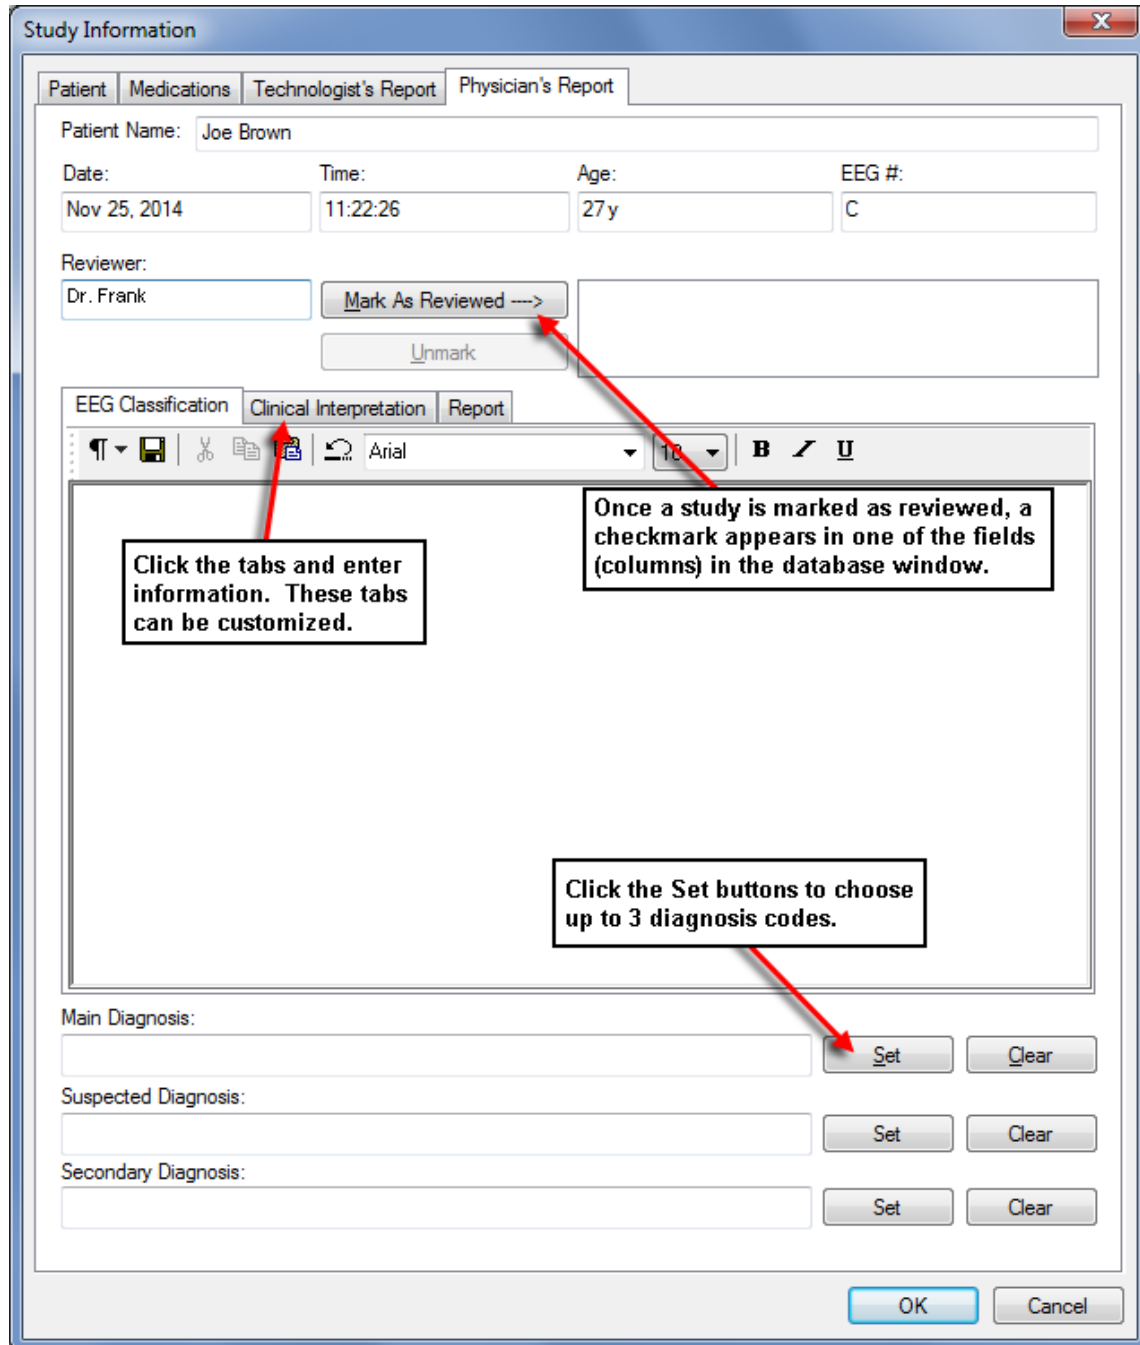 Study Information
Patient Medications Technologist's Report Physician's Report
Patient Name: Joe Brown
Date: Time: Age: EEG #:
Nov 25, 2014 11:22:26 27 y C
Reviewer:
Dr. Frank Mark As Reviewed ---->
Unmark
EEG Classification Clinical Interpretation Report
Arial B I U
Once a study is marked as reviewed, a
checkmark appears in one of the fields
(columns) in the database window.
Click the tabs and enter
information. These tabs
can be customized.
Click the Set buttons to choose
up to 3 diagnosis codes.
Main Diagnosis:
Set Clear
Suspected Diagnosis:
Set Clear
Secondary Diagnosis:
Set Clear
OK Cancel